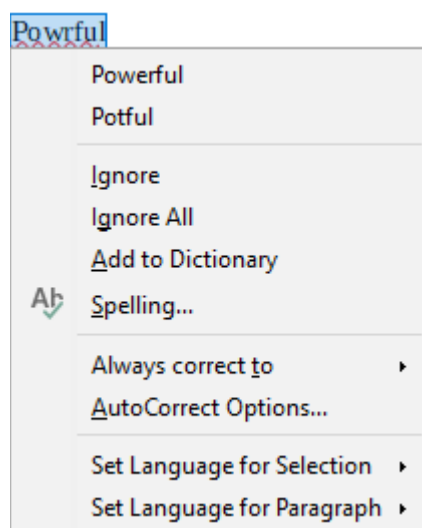 Powrful
Powerful
Potful
Ignore
Ignore All
Add to Dictionary
Ab Spelling...
Always correct to
AutoCorrect Options...
Set Language for Selection
Set Language for Paragraph